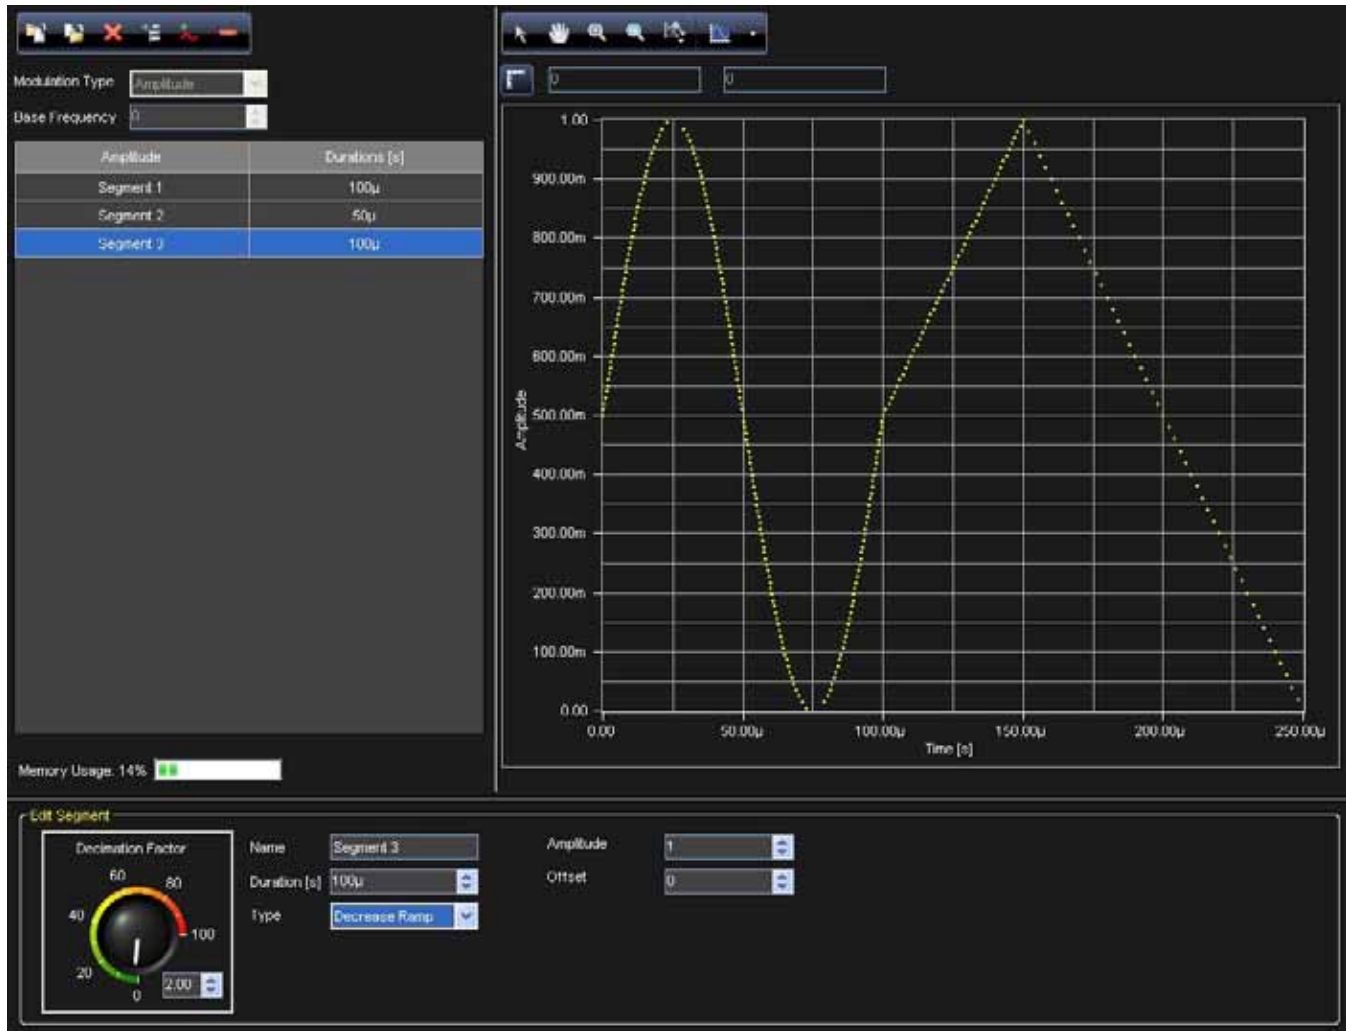 Modulation Type Amplitude
Base Frequency 0
Amplitude Durations [s]
Segment 1 100µ
Segment 2 50µ
Segment 3 100µ
Memory Usage. 14%
0 0
1.00
900.00m
800.00m
700.00m
600.00m
500.00m
400.00m
300.00m
200.00m
100.00m
0.00
Amplitude
0.00 50.00µ 100.00µ 150.00µ 200.00µ 250.00µ
Time [s]
Edit Segment
Decimation Factor
0 20 40 60 80 100
2.00
Name Segment 3
Duration [s] 100µ
Type Decrease Ramp
Amplitude 1
Offset 0